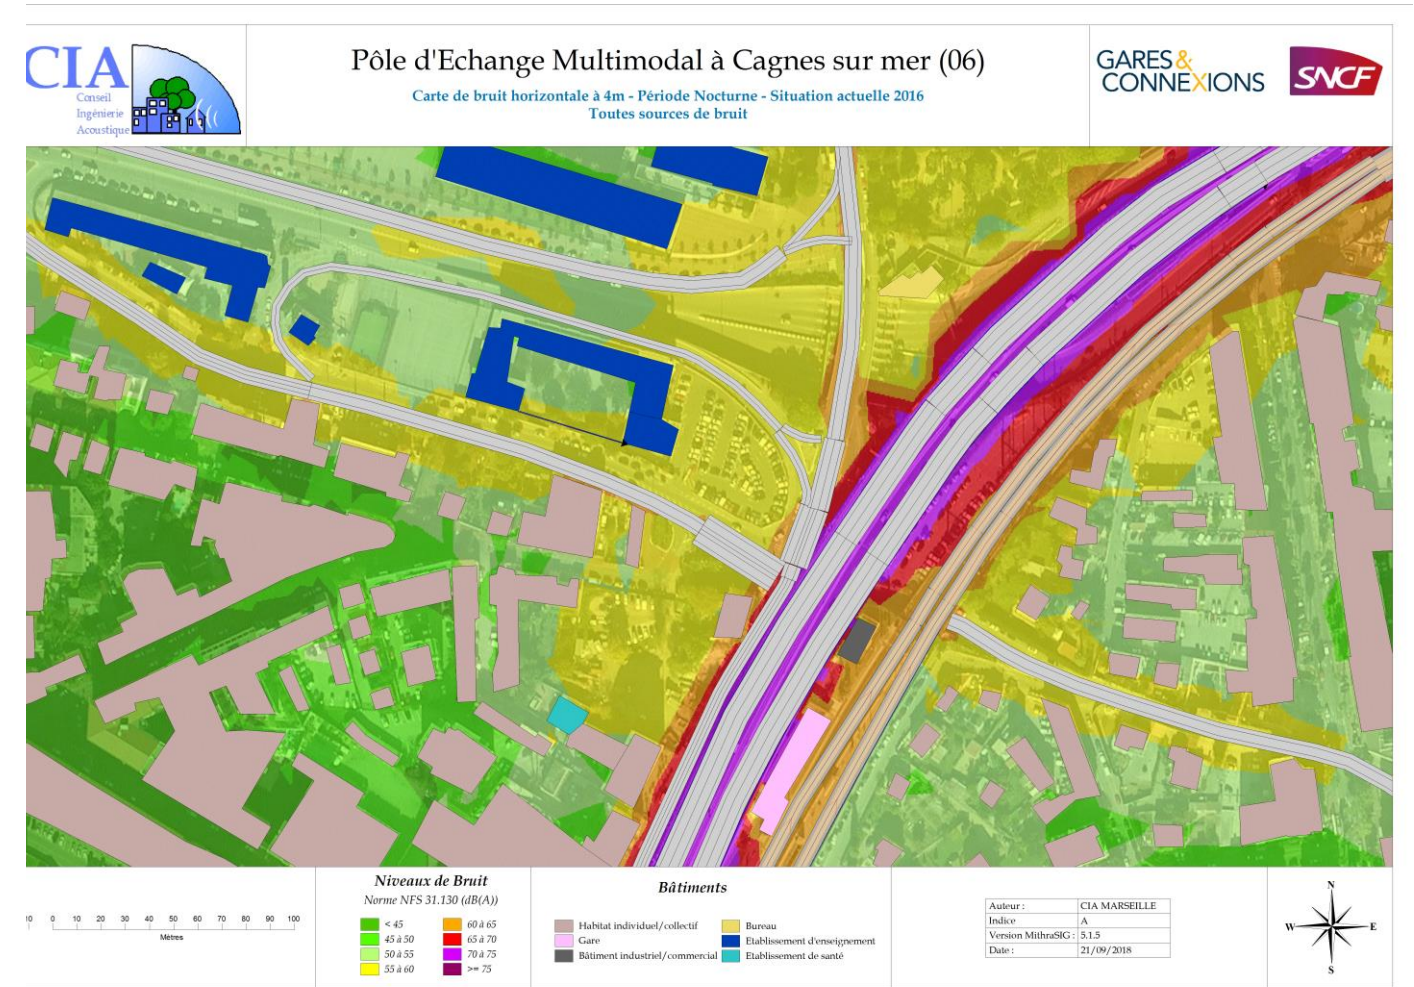 CIA
Conseil
Ingénierie
Acoustique
Pôle d'Echange Multimodal à Cagnes sur mer (06)
Carte de bruit horizontale à 4m - Période Nocturne - Situation actuelle 2016
Toutes sources de bruit
GARES &
CONNEXIONS
SNCF
10 0 10 20 30 40 50 60 70 80 90 100
Mètres
Niveaux de Bruit
Norme NFS 31.130 (dB(A))
< 45
45 à 50
50 à 55
55 à 60
60 à 65
65 à 70
70 à 75
>= 75
Bâtiments
Habitat individuel/collectif
Gare
Bâtiment industriel/commercial
Bureau
Etablissement d'enseignement
Etablissement de santé
Auteur : CIA MARSEILLE
Indice A
Version MithraSIG : 5.1.5
Date : 21/09/2018
N
W E
S